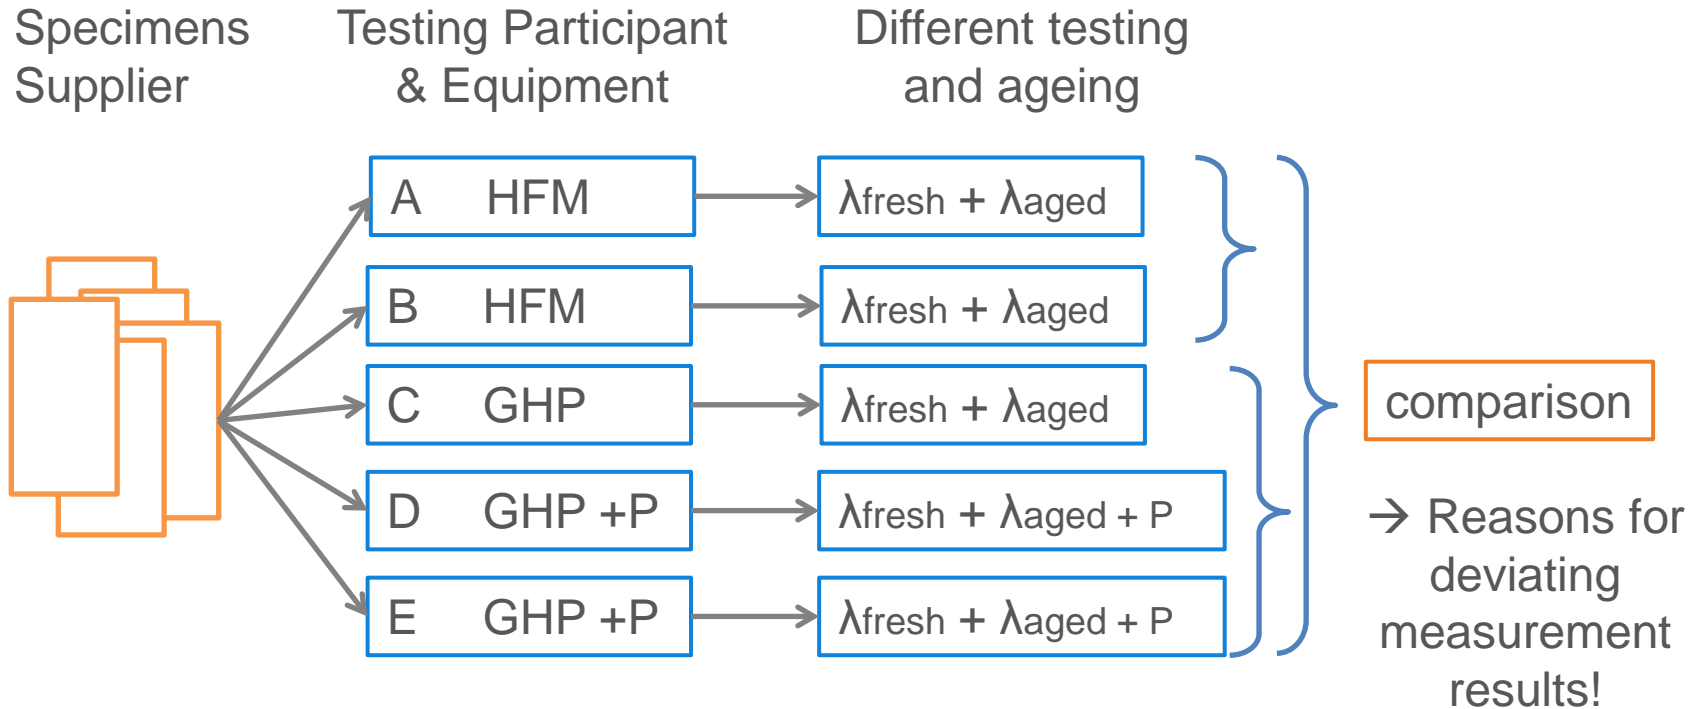 Specimens
Supplier
Testing Participant
& Equipment
Different testing
and ageing
A HFM
λfresh + λaged
B HFM
λfresh + λaged
C GHP
λfresh + λaged
D GHP +P
λfresh + λaged + P
E GHP +P
λfresh + λaged + P
comparison
→ Reasons for
deviating
measurement
results!